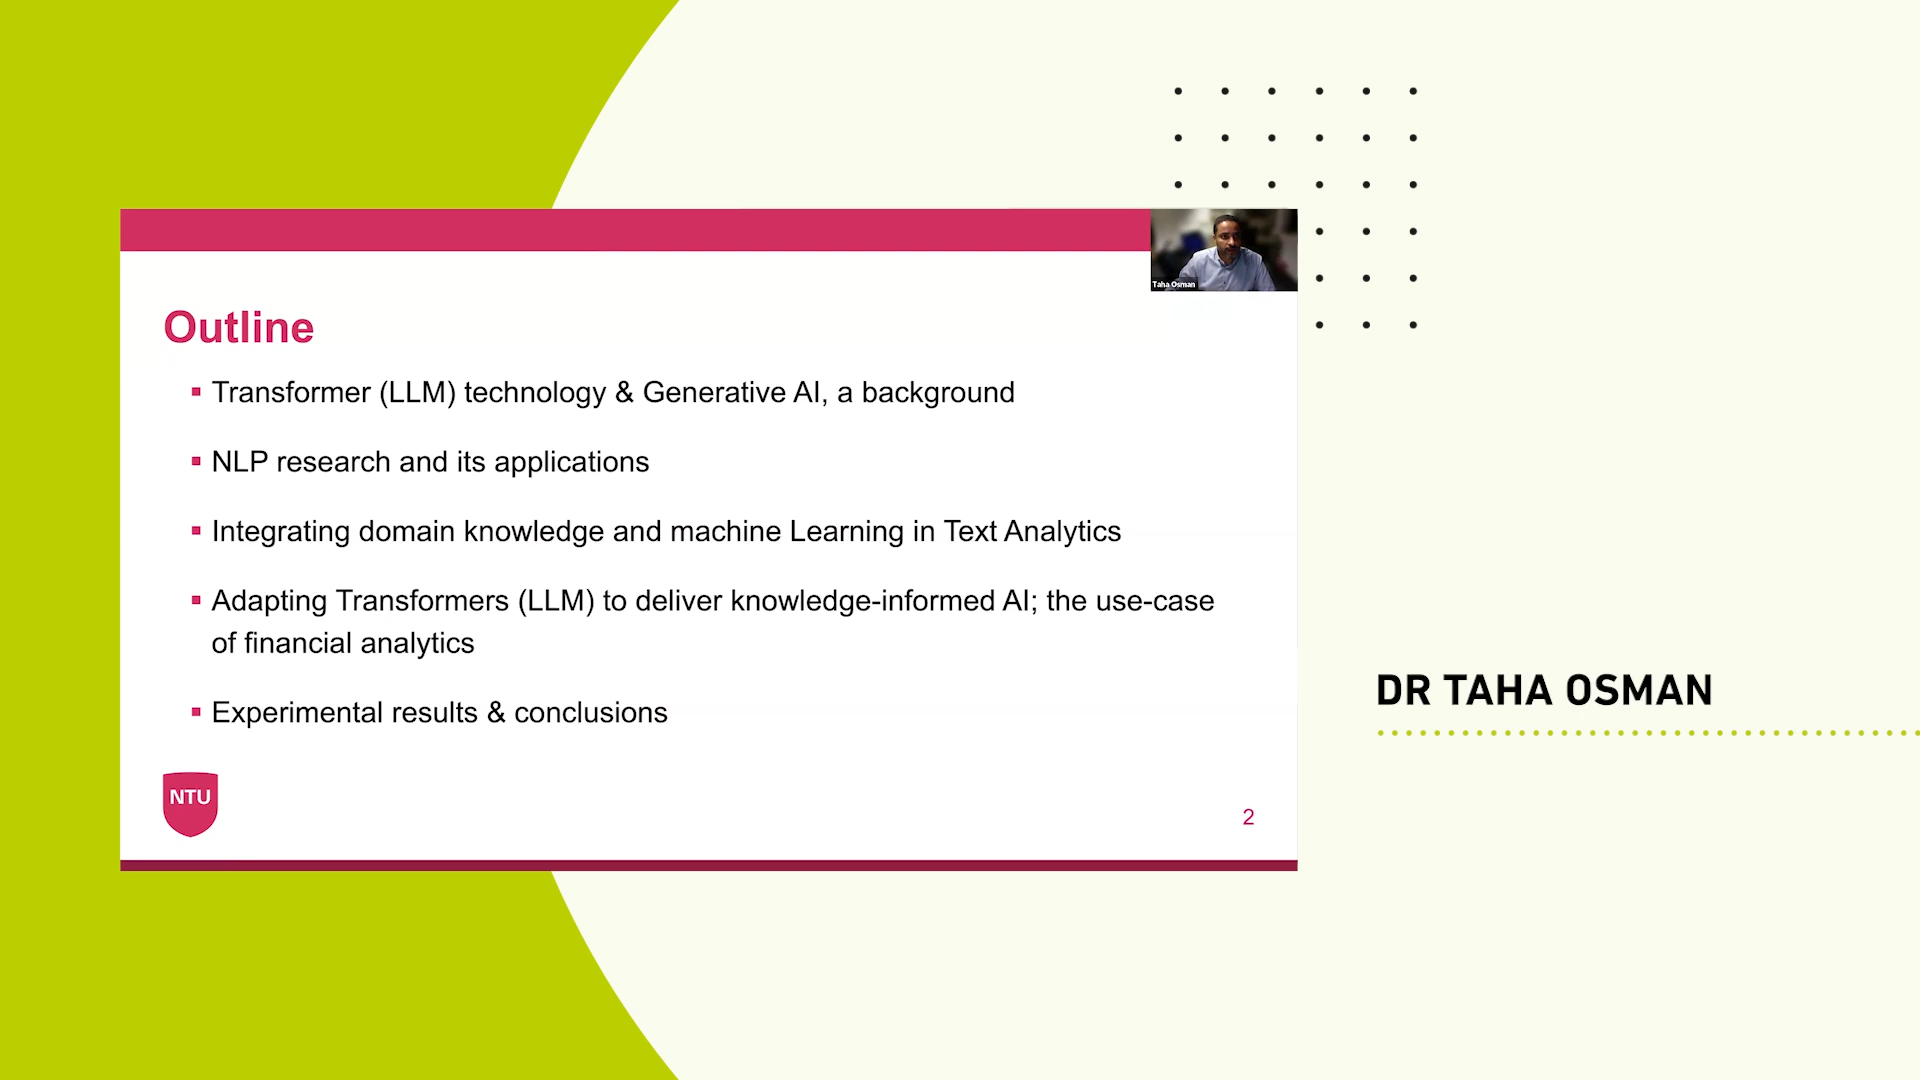 Taha Osman
Outline
Transformer (LLM) technology & Generative AI, a background
NLP research and its applications
Integrating domain knowledge and machine Learning in Text Analytics
Adapting Transformers (LLM) to deliver knowledge-informed AI; the use-case
of financial analytics
Experimental results & conclusions
NTU
2
DR TAHA OSMAN